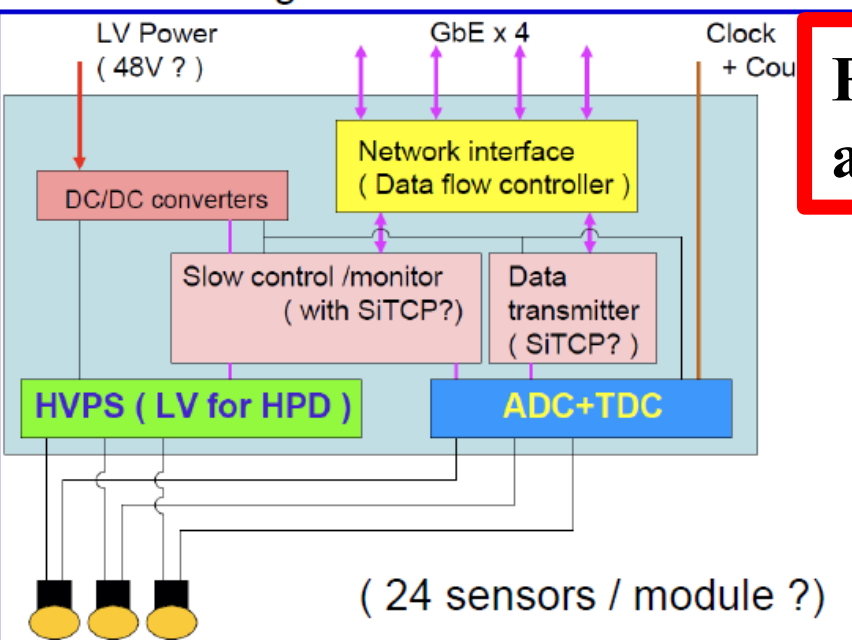 LV Power
( 48V ? )
GbE x 4
Clock
+ Cou
Network interface
( Data flow controller )
DC/DC converters
Slow control /monitor
( with SiTCP?)
Data
transmitter
( SiTCP? )
HVPS ( LV for HPD )
ADC+TDC
( 24 sensors / module ?)